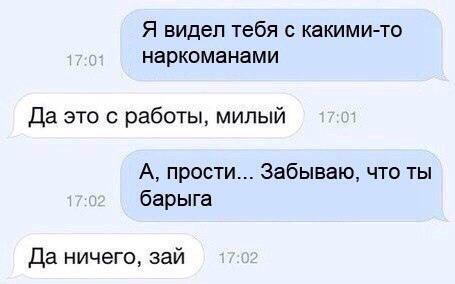 Я видел тебя с какими-то
наркоманами
17:01
Да это с работы, милый 17:01
А, прости... Забываю, что ты
барыга
17:02
Да ничего, зай 17:02